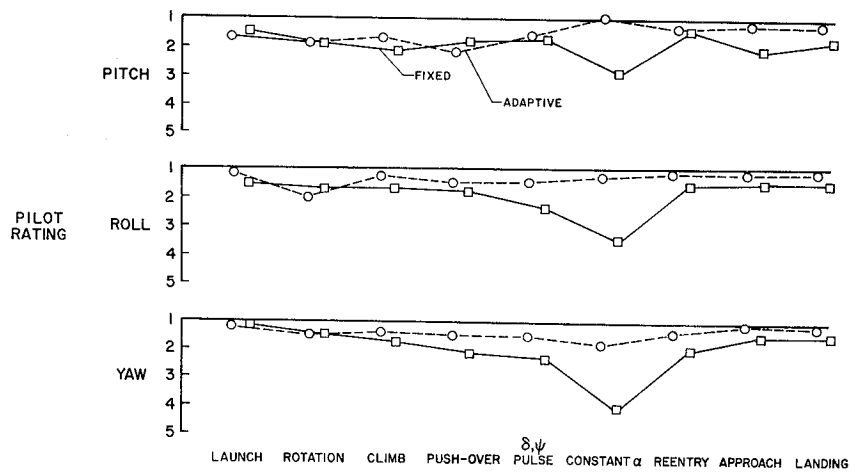 PILOT
RATING
PITCH
1
2
3
4
5
FIXED
ADAPTIVE
ROLL
1
2
3
4
5
YAW
1
2
3
4
5
LAUNCH ROTATION CLIMB PUSH-OVER δ,ψ PULSE CONSTANT α REENTRY APPROACH LANDING